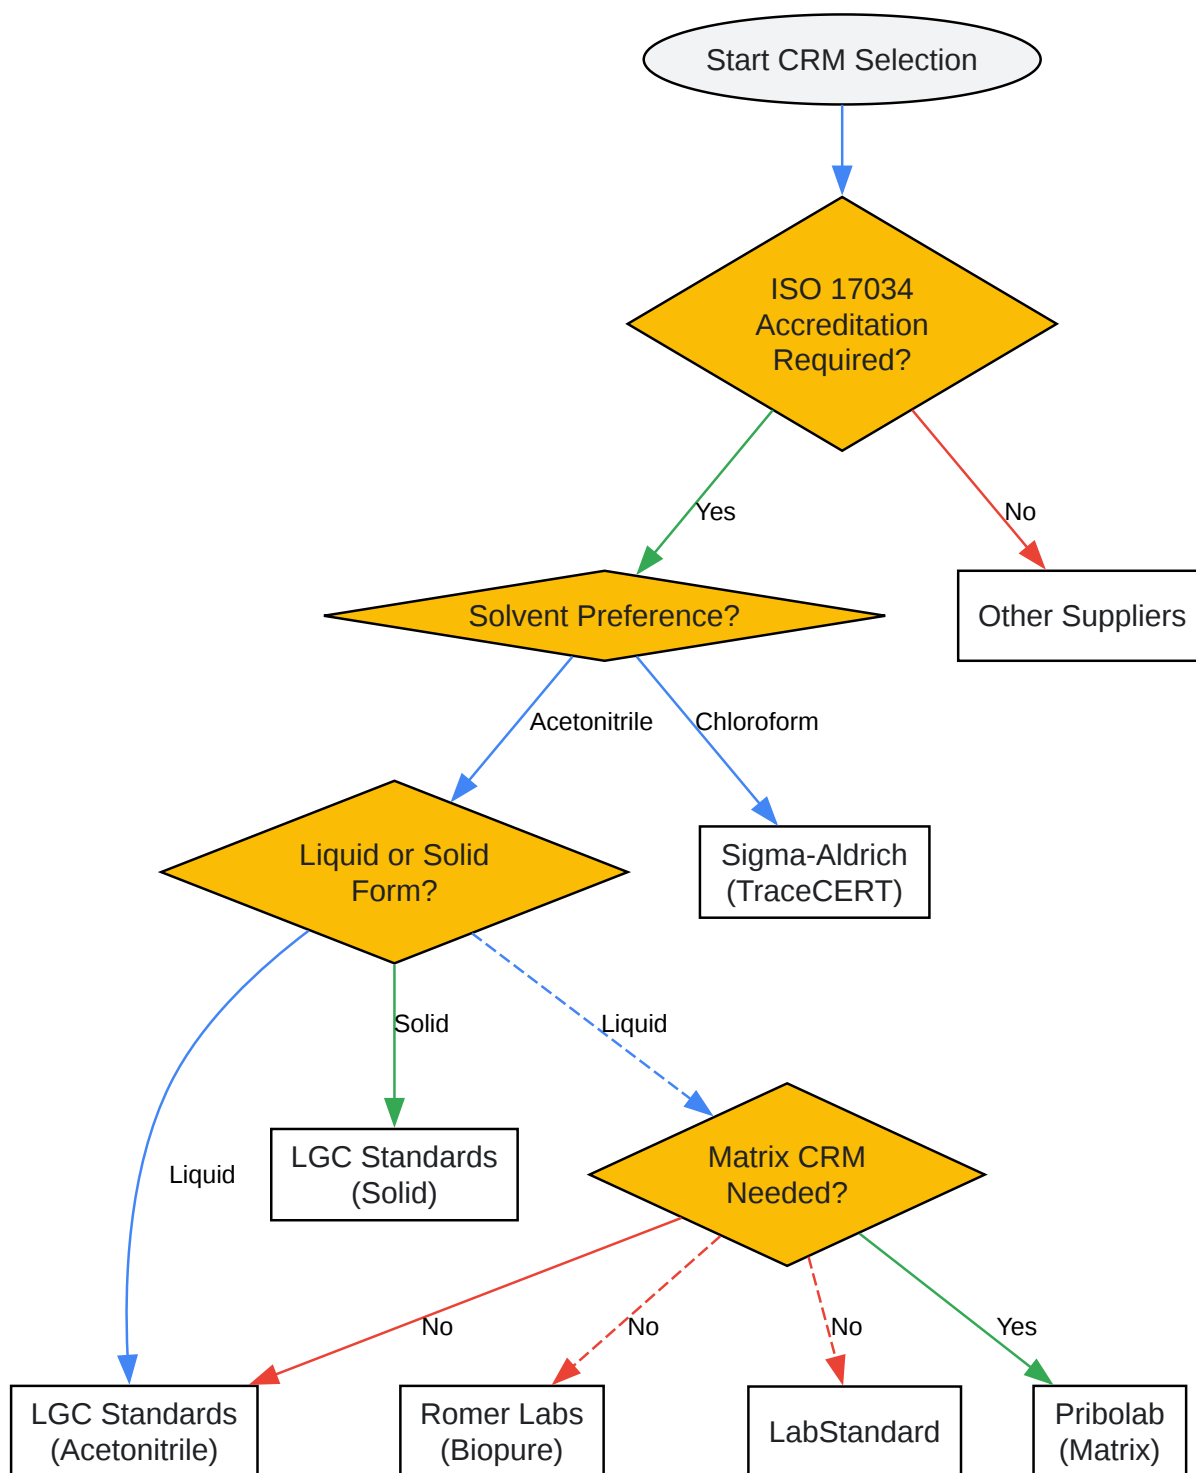 Start CRM Selection
ISO 17034
Accreditation
Required?
Yes
No
Solvent Preference?
Other Suppliers
Acetonitrile
Chloroform
Liquid or Solid
Form?
Sigma-Aldrich
(TraceCERT)
Solid
Liquid
Liquid
LGC Standards
(Solid)
Matrix CRM
Needed?
No
No
No
Yes
LGC Standards
(Acetonitrile)
Romer Labs
(Biopure)
LabStandard
Pribolab
(Matrix)